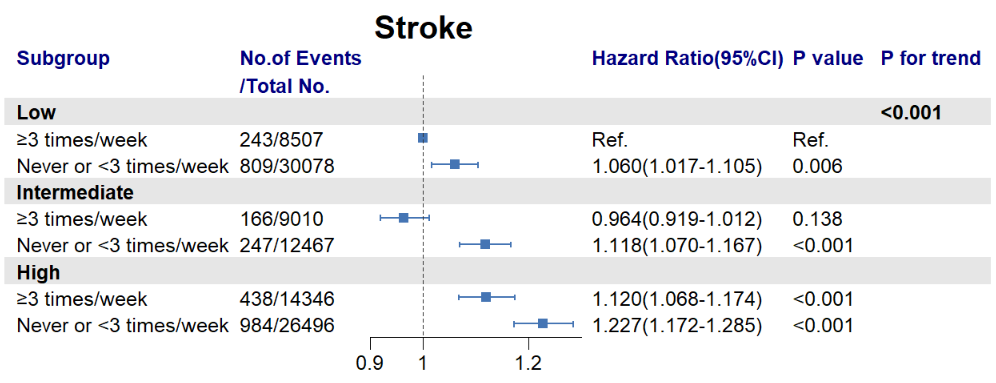 Stroke
Subgroup No.of Events Hazard Ratio(95%CI) P value P for trend
/Total No.
Low <0.001
≥3 times/week 243/8507 Ref. Ref.
Never or <3 times/week 809/30078 1.060(1.017-1.105) 0.006
Intermediate
≥3 times/week 166/9010 0.964(0.919-1.012) 0.138
Never or <3 times/week 247/12467 1.118(1.070-1.167) <0.001
High
≥3 times/week 438/14346 1.120(1.068-1.174) <0.001
Never or <3 times/week 984/26496 1.227(1.172-1.285) <0.001
0.9 1 1.2